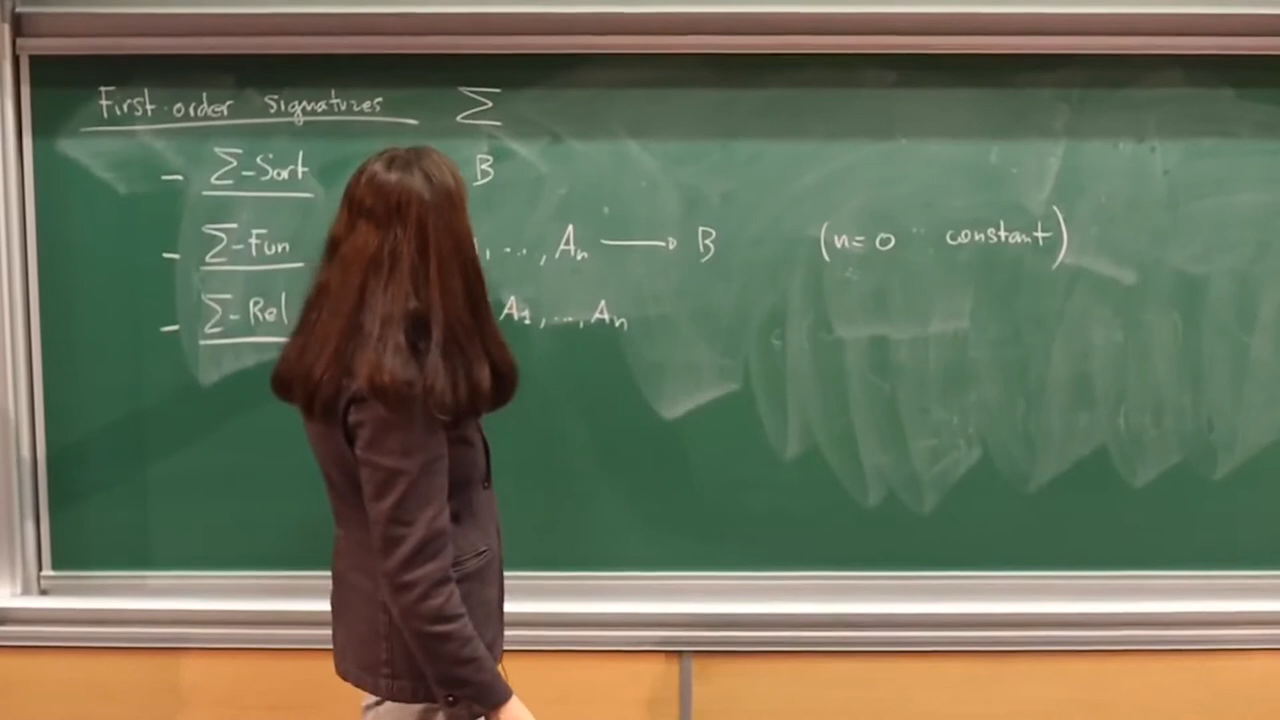 First-order signatures Σ
- Σ-Sort B
- Σ-Fun , ..., An → B (n=0 constant)
- Σ-Rel A1, ..., An